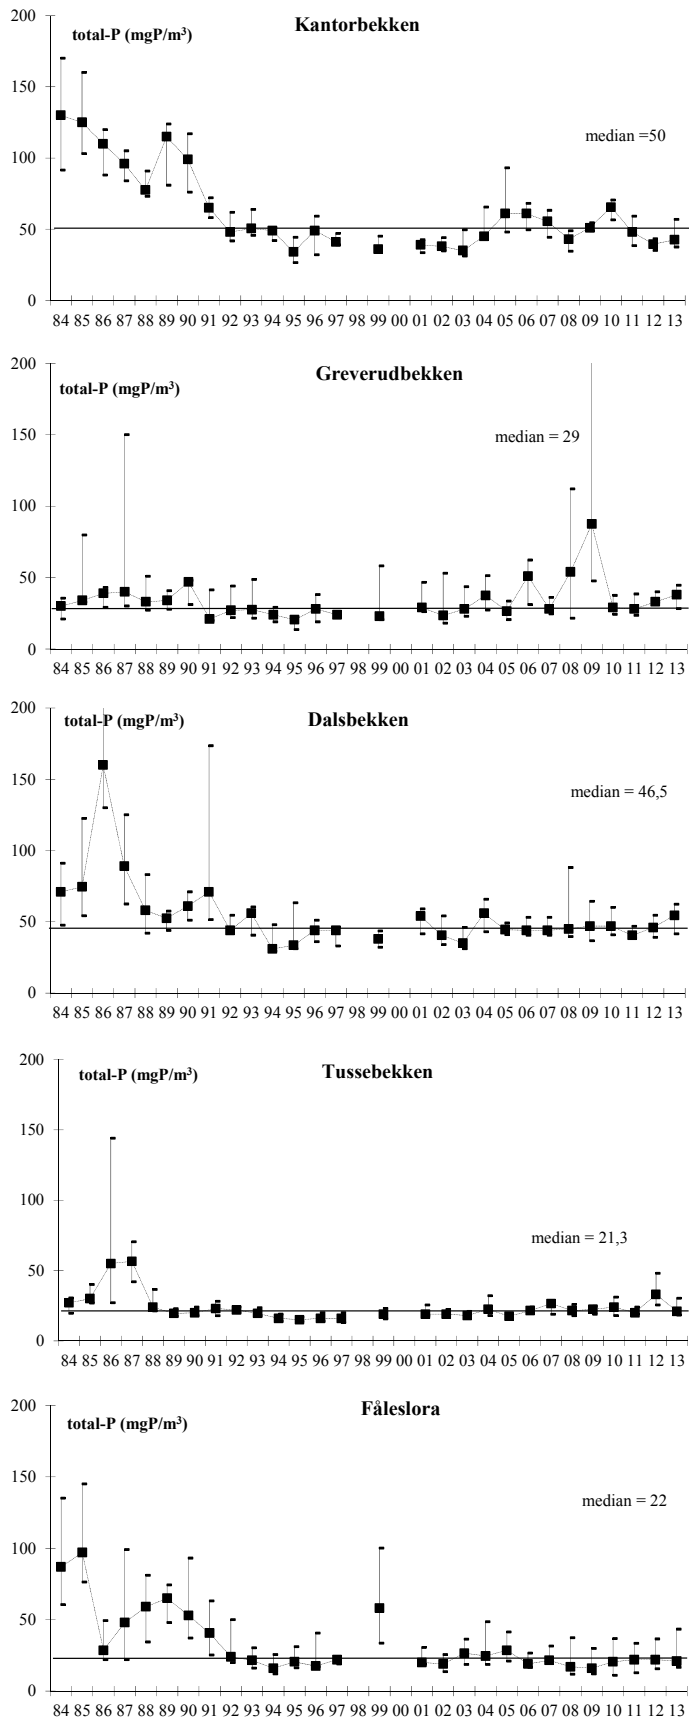 Kantorbekken
total-P (mgP/m³)
median =50
200
150
100
50
0
84 85 86 87 88 89 90 91 92 93 94 95 96 97 98 99 00 01 02 03 04 05 06 07 08 09 10 11 12 13
Greverudbekken
total-P (mgP/m³)
median = 29
200
150
100
50
0
84 85 86 87 88 89 90 91 92 93 94 95 96 97 98 99 00 01 02 03 04 05 06 07 08 09 10 11 12 13
Dalsbekken
total-P (mgP/m³)
median = 46,5
200
150
100
50
0
84 85 86 87 88 89 90 91 92 93 94 95 96 97 98 99 00 01 02 03 04 05 06 07 08 09 10 11 12 13
Tussebekken
total-P (mgP/m³)
median = 21,3
200
150
100
50
0
84 85 86 87 88 89 90 91 92 93 94 95 96 97 98 99 00 01 02 03 04 05 06 07 08 09 10 11 12 13
Fåleslora
total-P (mgP/m³)
median = 22
200
150
100
50
0
84 85 86 87 88 89 90 91 92 93 94 95 96 97 98 99 00 01 02 03 04 05 06 07 08 09 10 11 12 13